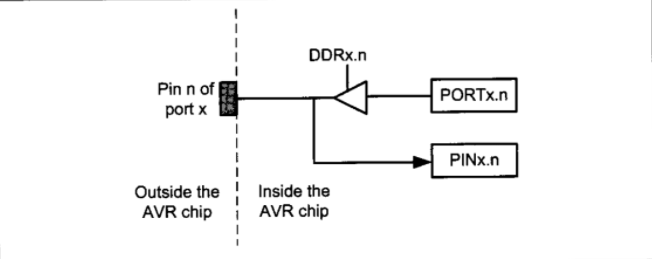 DDRx.n
Pin n of
port x
PORTx.n
PINx.n
Outside the
AVR chip
Inside the
AVR chip